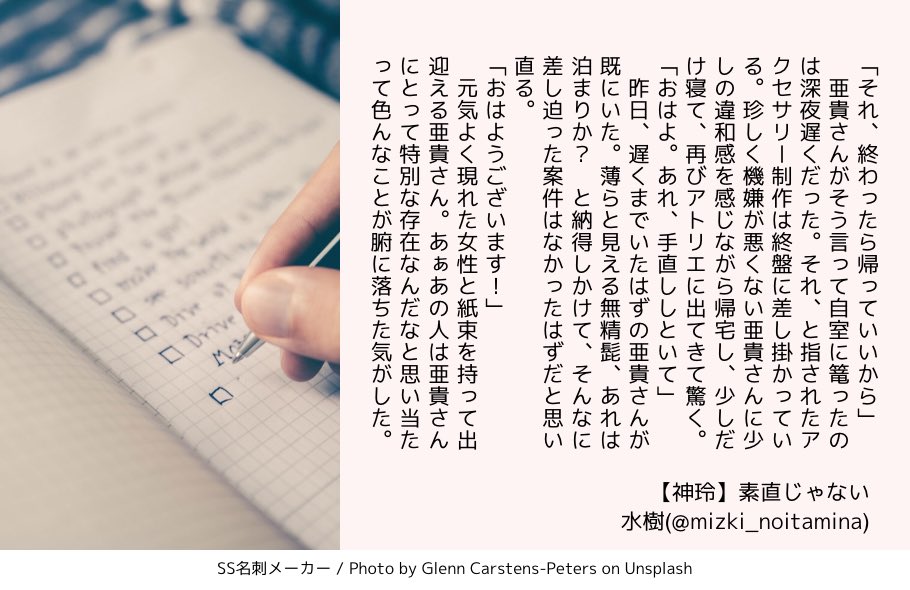 「それ、終わったら帰っていいから」
　亜貴さんがそう言って自室に篭ったの
は深夜遅くだった。それ、と指されたア
クセサリー制作は終盤に差し掛かってい
る。珍しく機嫌が悪くない亜貴さんに少
しの違和感を感じながら帰宅し、少しだ
け寝て、再びアトリエに出てきて驚く。
「おはよ。あれ、手直ししといて」
　昨日、遅くまでいたはずの亜貴さんが
既にいた。薄らと見える無精髭、あれは
泊まりか？　と納得しかけて、そんなに
差し迫った案件はなかったはずだと思い
直る。
「おはようございます！」
　元気よく現れた女性と紙束を持って出
迎える亜貴さん。あぁあの人は亜貴さん
にとって特別な存在なんだなと思い当た
って色んなことが腑に落ちた気がした。
【神玲】素直じゃない
水樹(@mizki_noitamina)
Drive
SS名刺メーカー / Photo by Glenn Carstens-Peters on Unsplash